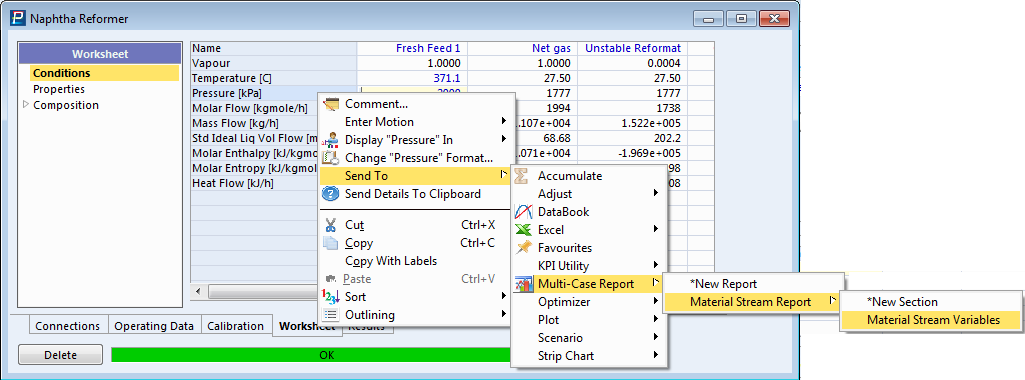 Naphtha Reformer
Worksheet
Conditions
Properties
Composition
Name Fresh Feed 1 Net gas Unstable Reformat
Vapour 1.0000 1.0000 0.0004
Temperature [C] 371.1 27.50 27.50
Pressure [kPa] 1777 1777
Molar Flow [kgmole/h] 1994 1738
Mass Flow [kg/h] .107e+004 1.522e+005
Std Ideal Liq Vol Flow [m 68.68 202.2
Molar Enthalpy [kJ/kgmo .071e+004 -1.969e+005
Molar Entropy [kJ/kgmol 98
Heat Flow [kJ/h] 08
Comment...
Enter Motion
Display "Pressure" In
Change "Pressure" Format...
Send To
Send Details To Clipboard
Cut Ctrl+X
Copy Ctrl+C
Copy With Labels
Paste Ctrl+V
Sort
Outlining
Accumulate
Adjust
DataBook
Excel
Favourites
KPI Utility
Multi-Case Report
Optimizer
Plot
Scenario
Strip Chart
*New Report
Material Stream Report
*New Section
Material Stream Variables
Connections Operating Data Calibration Worksheet Results
Delete OK